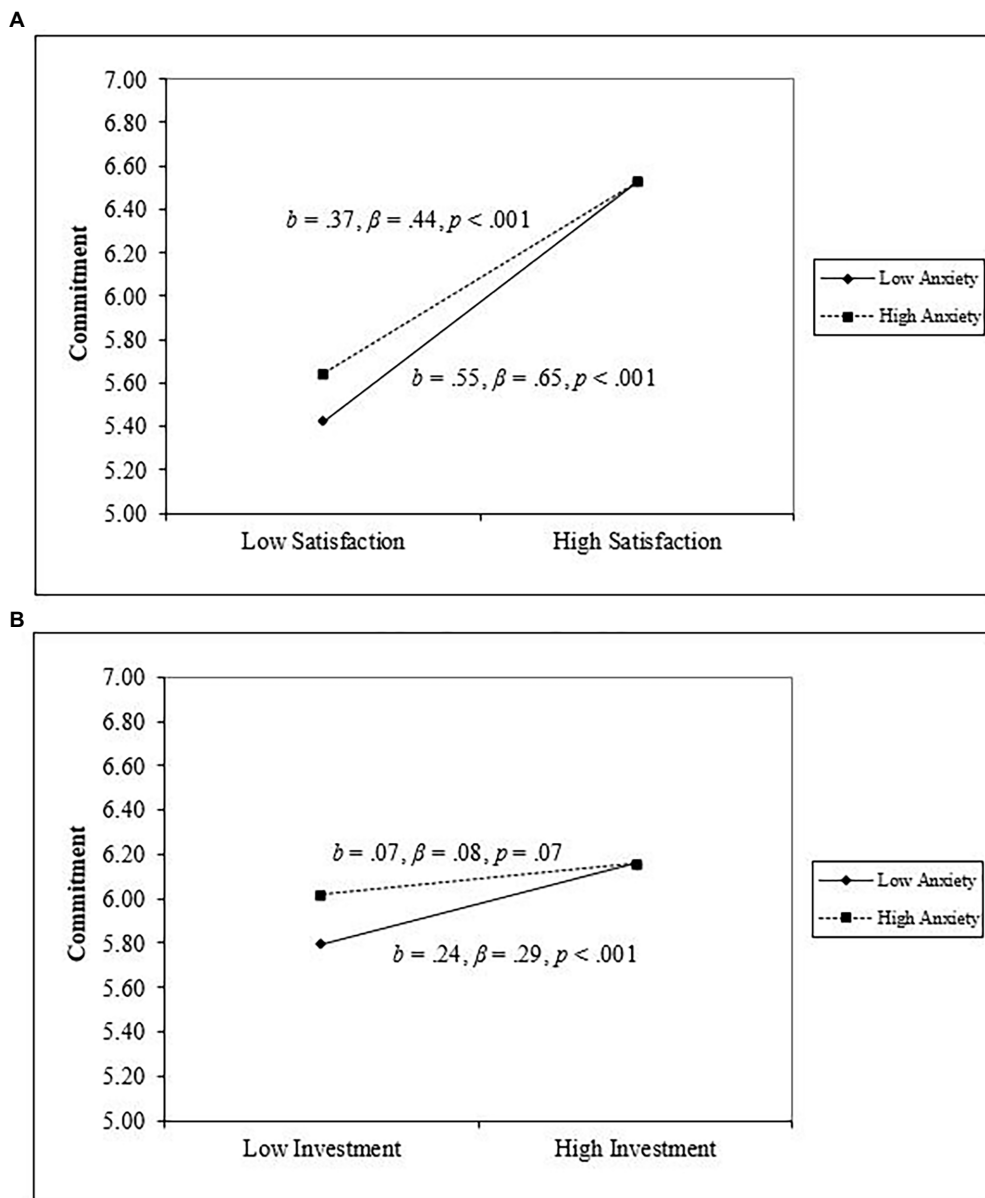 A
7.00
6.80
6.60
6.40
6.20
6.00
5.80
5.60
5.40
5.20
5.00
Commitment
b = .37, β = .44, p < .001
b = .55, β = .65, p < .001
Low Satisfaction
High Satisfaction
Low Anxiety
High Anxiety
B
7.00
6.80
6.60
6.40
6.20
6.00
5.80
5.60
5.40
5.20
5.00
Commitment
b = .07, β = .08, p = .07
b = .24, β = .29, p < .001
Low Investment
High Investment
Low Anxiety
High Anxiety